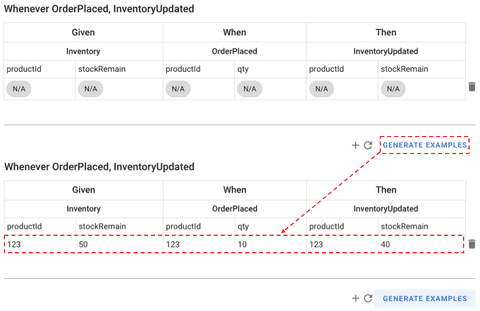 Whenever OrderPlaced, InventoryUpdated
Given When Then
Inventory OrderPlaced InventoryUpdated
productId stockRemain productId qty productId stockRemain
N/A N/A N/A N/A N/A N/A
GENERATE EXAMPLES
Whenever OrderPlaced, InventoryUpdated
Given When Then
Inventory OrderPlaced InventoryUpdated
productId stockRemain productId qty productId stockRemain
123 50 123 10 123 40
GENERATE EXAMPLES